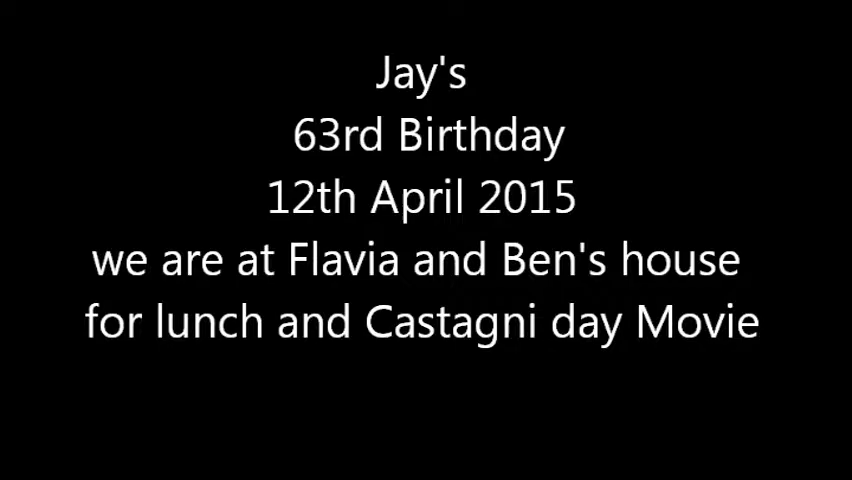 Jay's
63rd Birthday
12th April 2015
we are at Flavia and Ben's house
for lunch and Castagni day Movie